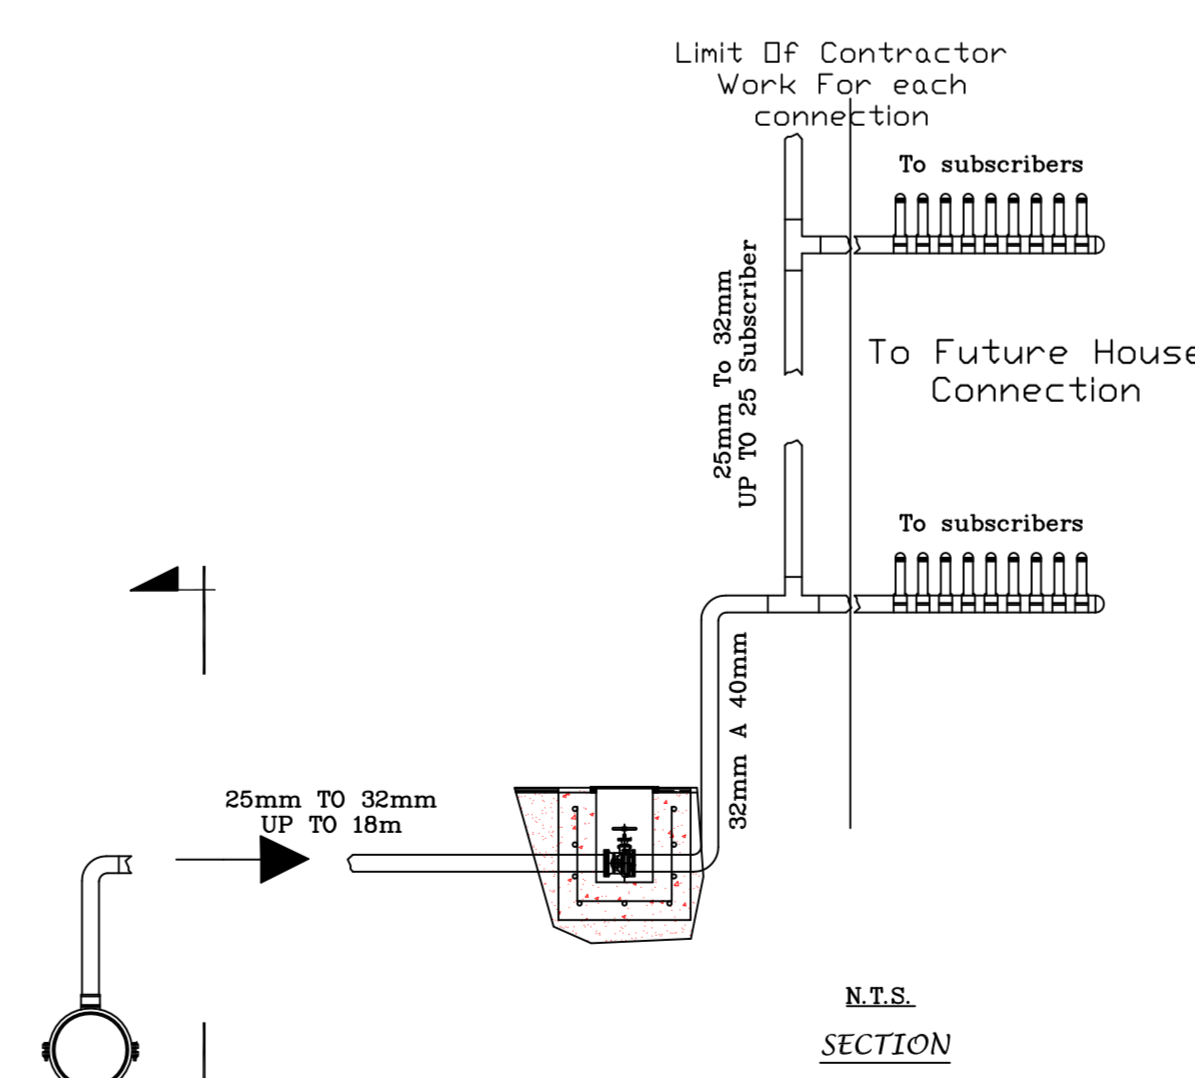 Limit Of Contractor
Work For each
connection
To subscribers
25mm To 32mm
UP TO 25 Subscriber
To Future House
Connection
To subscribers
32mm A 40mm
25mm TO 32mm
UP TO 18m
N.T.S.
SECTION